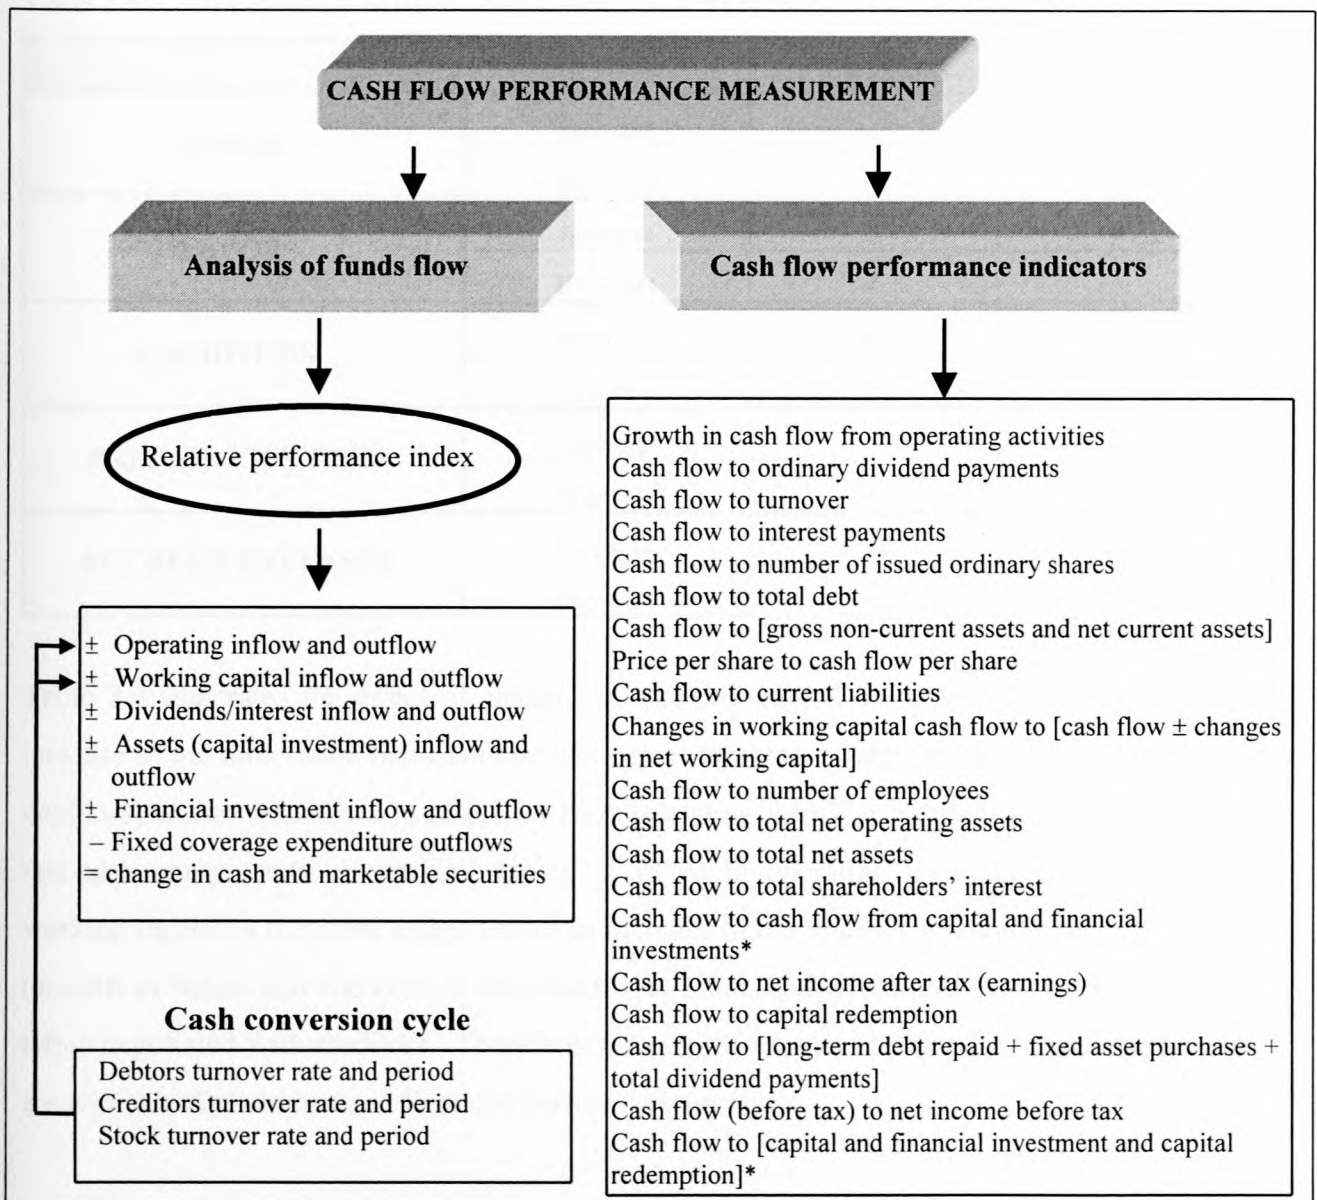 CASH FLOW PERFORMANCE MEASUREMENT
Analysis of funds flow
Cash flow performance indicators
Relative performance index
± Operating inflow and outflow
± Working capital inflow and outflow
± Dividends/interest inflow and outflow
± Assets (capital investment) inflow and
outflow
± Financial investment inflow and outflow
– Fixed coverage expenditure outflows
= change in cash and marketable securities
Cash conversion cycle
Debtors turnover rate and period
Creditors turnover rate and period
Stock turnover rate and period
Growth in cash flow from operating activities
Cash flow to ordinary dividend payments
Cash flow to turnover
Cash flow to interest payments
Cash flow to number of issued ordinary shares
Cash flow to total debt
Cash flow to [gross non-current assets and net current assets]
Price per share to cash flow per share
Cash flow to current liabilities
Changes in working capital cash flow to [cash flow ± changes
in net working capital]
Cash flow to number of employees
Cash flow to total net operating assets
Cash flow to total net assets
Cash flow to total shareholders' interest
Cash flow to cash flow from capital and financial
investments*
Cash flow to net income after tax (earnings)
Cash flow to capital redemption
Cash flow to [long-term debt repaid + fixed asset purchases +
total dividend payments]
Cash flow (before tax) to net income before tax
Cash flow to [capital and financial investment and capital
redemption]*